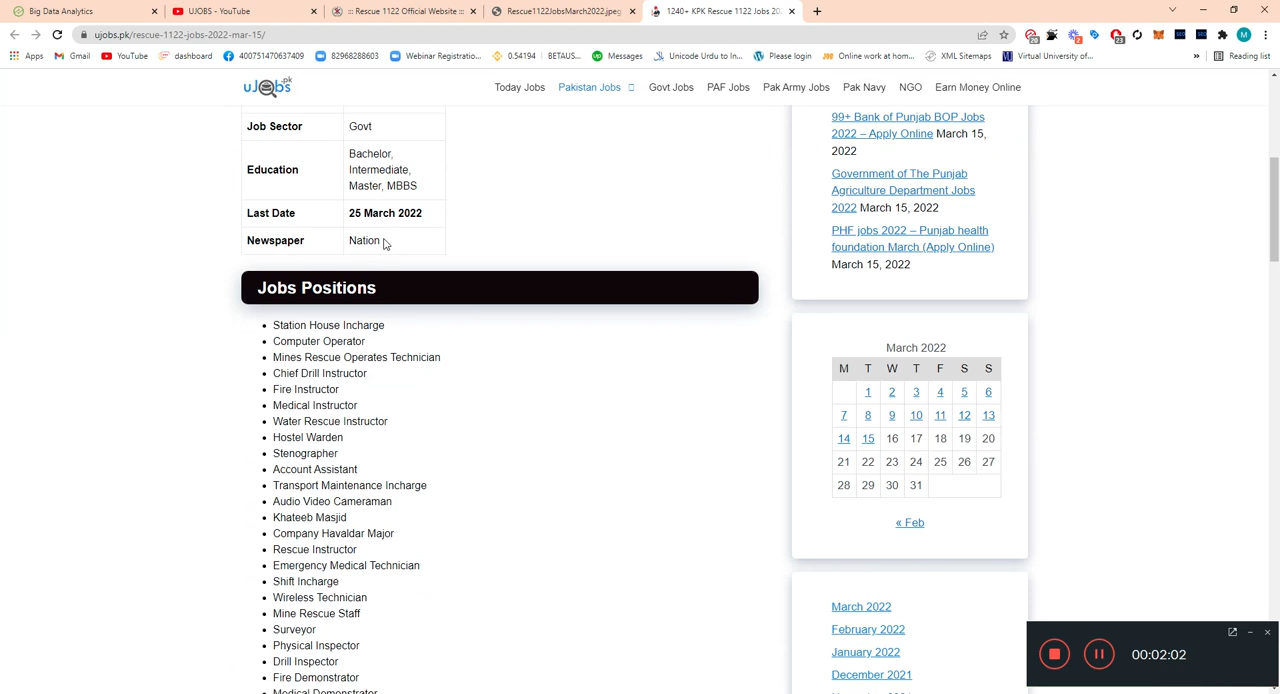 Big Data Analytics
UJOBS - YouTube
::: Rescue 1122 Official Website :::
Rescue1122JobsMarch2022.jpeg
1240+ KPK Rescue 1122 Jobs 202
ujobs.pk/rescue-1122-jobs-2022-mar-15/
Apps
Gmail
YouTube
dashboard
400751470637409
82968288603
Webinar Registratio...
0.54194 | BETAUS...
Messages
Unicode Urdu to In...
Please login
Online work at hom...
XML Sitemaps
Virtual University of...
»
Reading list
uJobs.pk
Today Jobs
Pakistan Jobs
Govt Jobs
PAF Jobs
Pak Army Jobs
Pak Navy
NGO
Earn Money Online
Job Sector Govt
Education Bachelor,
Intermediate,
Master, MBBS
Last Date 25 March 2022
Newspaper Nation
Jobs Positions
Station House Incharge
Computer Operator
Mines Rescue Operates Technician
Chief Drill Instructor
Fire Instructor
Medical Instructor
Water Rescue Instructor
Hostel Warden
Stenographer
Account Assistant
Transport Maintenance Incharge
Audio Video Cameraman
Khateeb Masjid
Company Havaldar Major
Rescue Instructor
Emergency Medical Technician
Shift Incharge
Wireless Technician
Mine Rescue Staff
Surveyor
Physical Inspector
Drill Inspector
Fire Demonstrator
Medical Demonstrator
99+ Bank of Punjab BOP Jobs
2022 – Apply Online March 15,
2022
Government of The Punjab
Agriculture Department Jobs
2022 March 15, 2022
PHF jobs 2022 – Punjab health
foundation March (Apply Online)
March 15, 2022
March 2022
M T W T F S S
1 2 3 4 5 6
7 8 9 10 11 12 13
14 15 16 17 18 19 20
21 22 23 24 25 26 27
28 29 30 31
« Feb
March 2022
February 2022
January 2022
December 2021
00:02:02